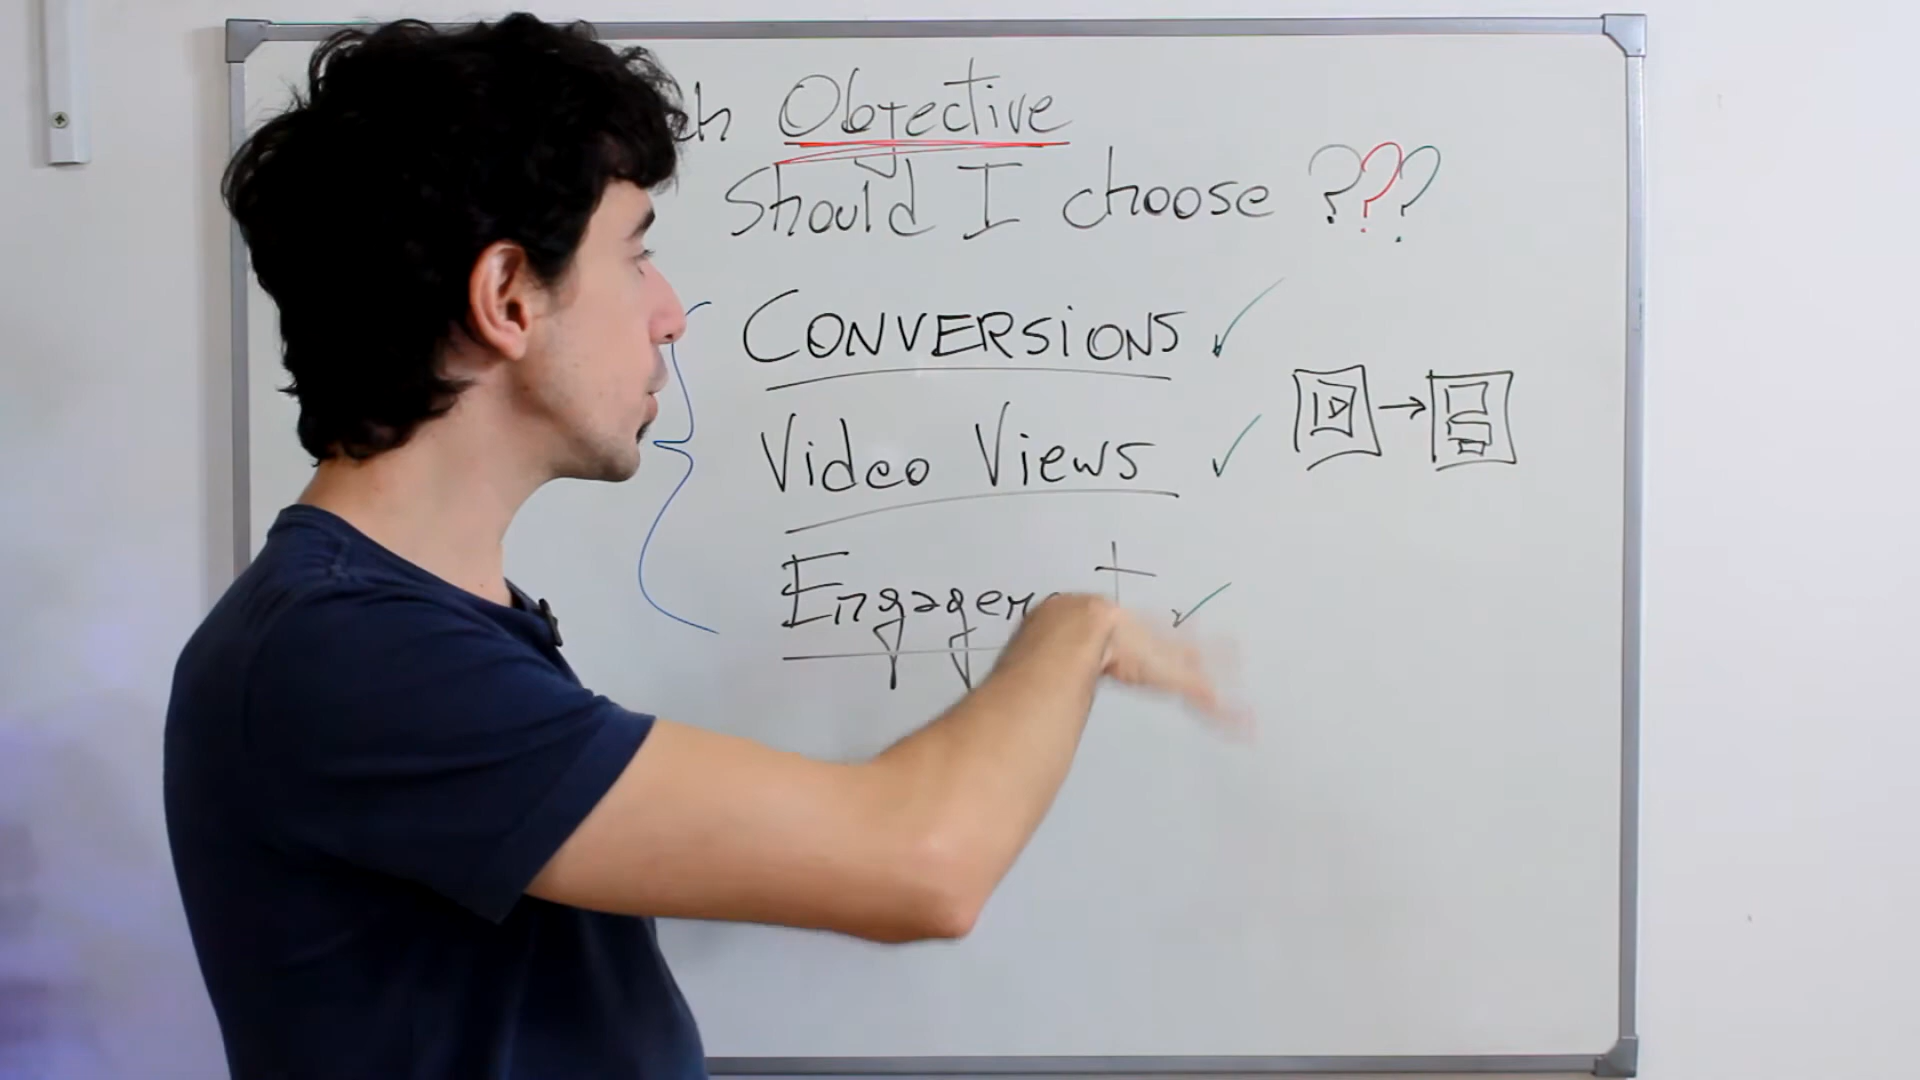 Objective
Should I choose ???
CONVERSIONS ✓
Video Views ✓
✓